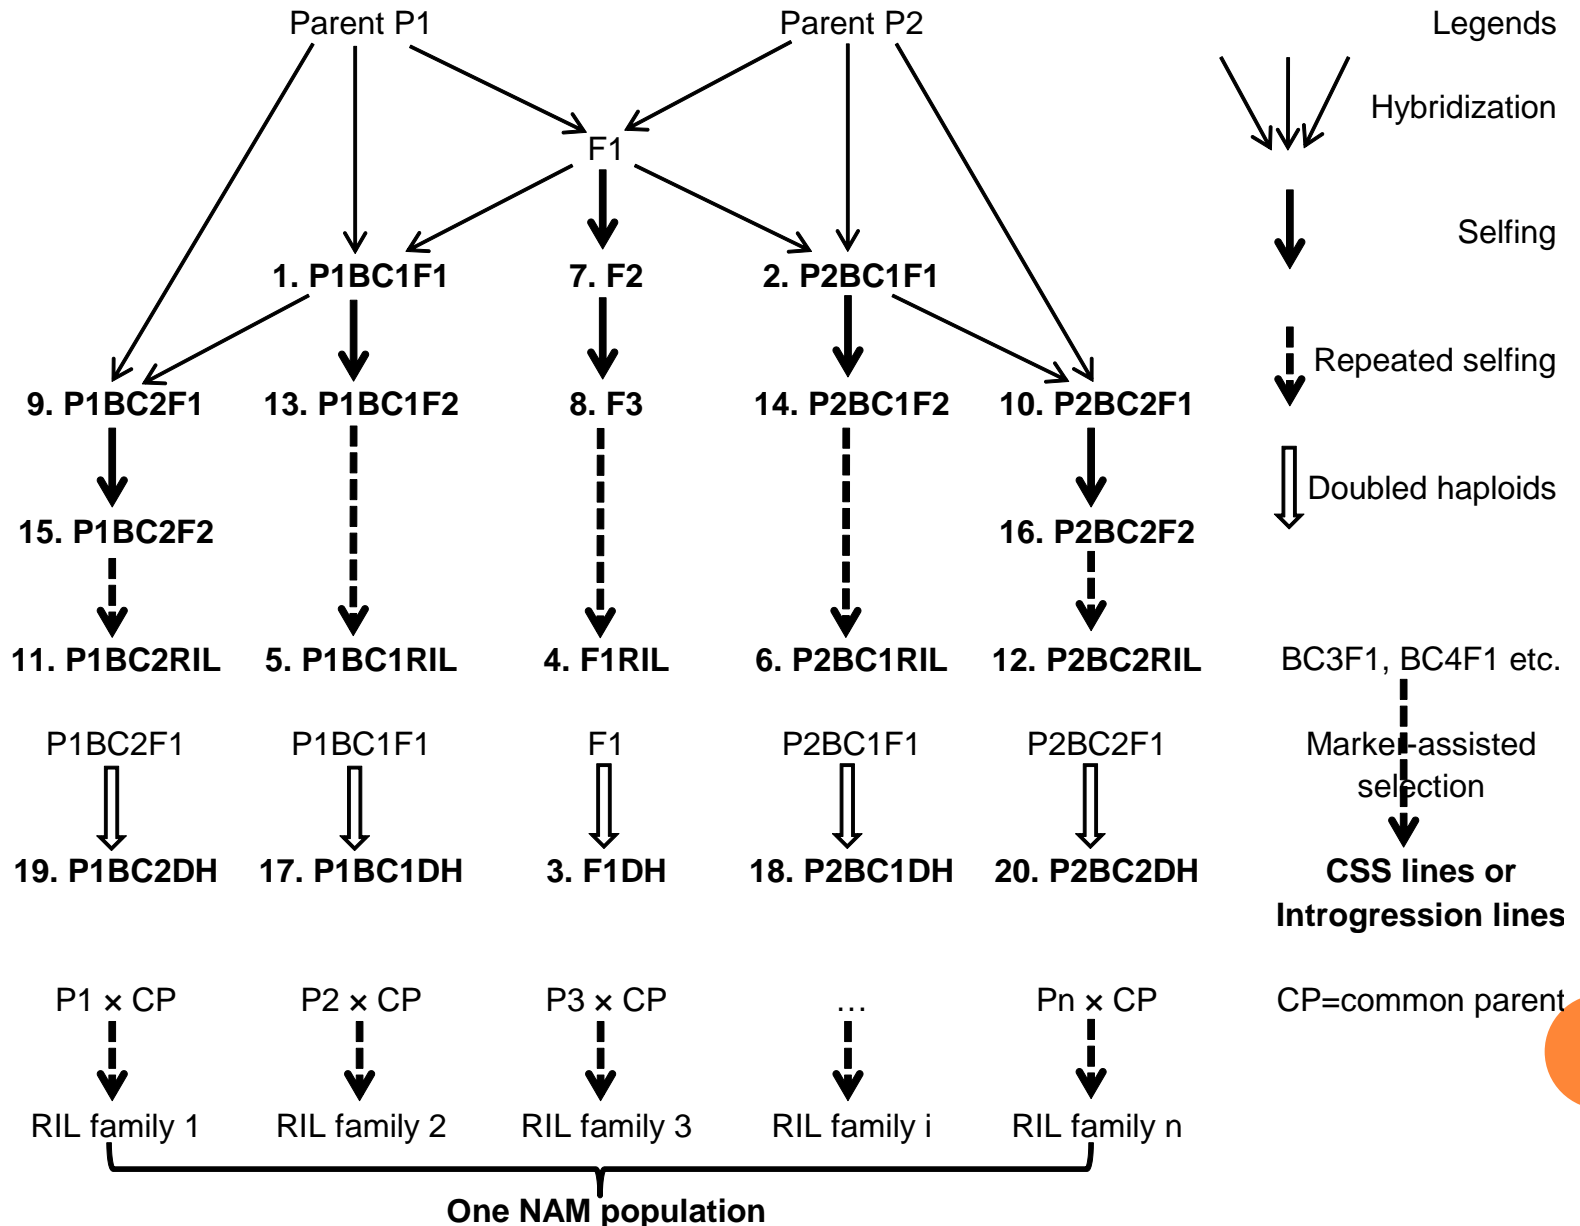 Parent P1 Parent P2 Legends
Hybridization
F1
Selfing
1. P1BC1F1 7. F2 2. P2BC1F1
Repeated selfing
9. P1BC2F1 13. P1BC1F2 8. F3 14. P2BC1F2 10. P2BC2F1
Doubled haploids
15. P1BC2F2 16. P2BC2F2
11. P1BC2RIL 5. P1BC1RIL 4. F1RIL 6. P2BC1RIL 12. P2BC2RIL BC3F1, BC4F1 etc.
P1BC2F1 P1BC1F1 F1 P2BC1F1 P2BC2F1 Marker-assisted
selection
19. P1BC2DH 17. P1BC1DH 3. F1DH 18. P2BC1DH 20. P2BC2DH CSS lines or
Introgression lines
P1 × CP P2 × CP P3 × CP … Pn × CP CP=common parent
RIL family 1 RIL family 2 RIL family 3 RIL family i RIL family n
One NAM population